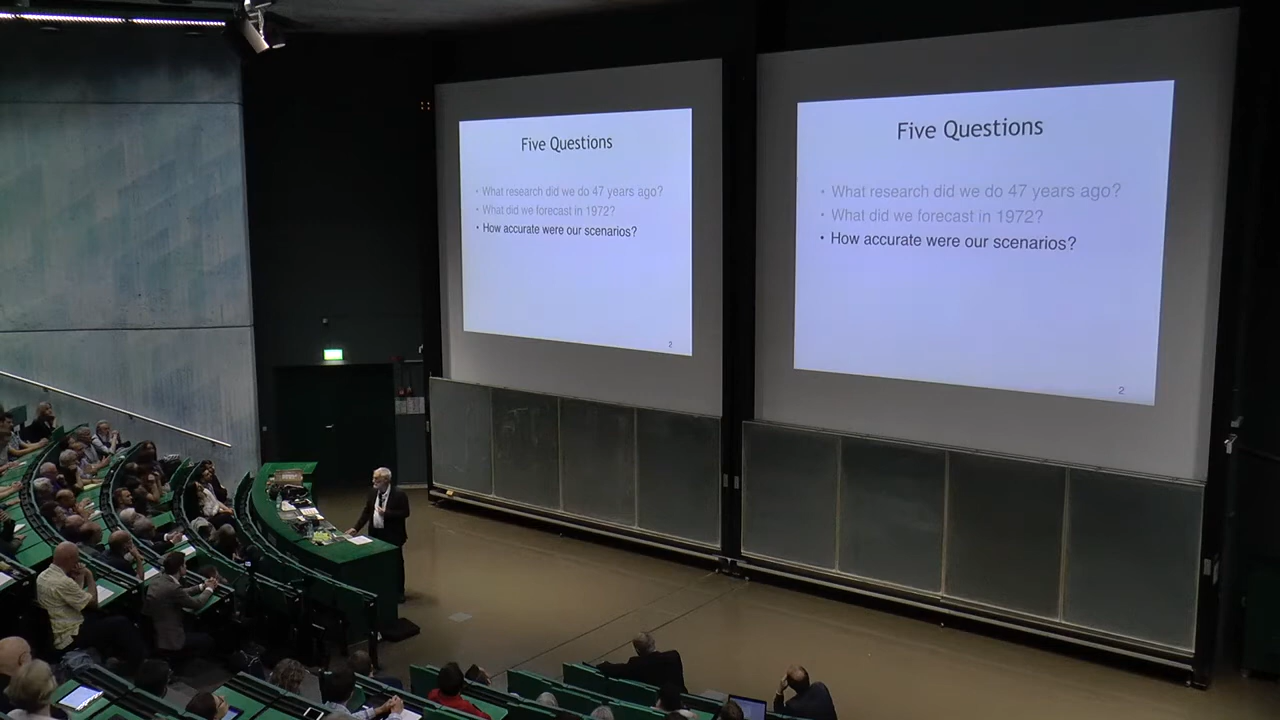 Five Questions
• What research did we do 47 years ago?
• What did we forecast in 1972?
• How accurate were our scenarios?
2
Five Questions
• What research did we do 47 years ago?
• What did we forecast in 1972?
• How accurate were our scenarios?
2